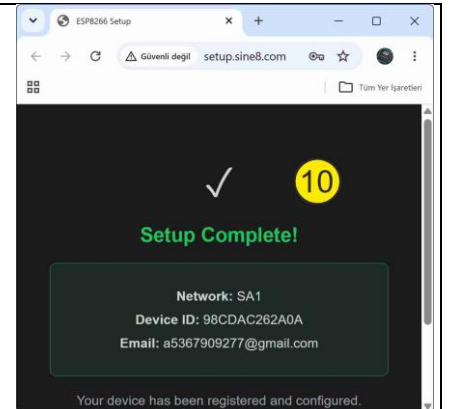 ESP8266 Setup
Güvenli değil setup.sine8.com
Tüm Yer İşaretleri
10
Setup Complete!
Network: SA1
Device ID: 98CDAC262A0A
Email: a5367909277@gmail.com
Your device has been registered and configured.